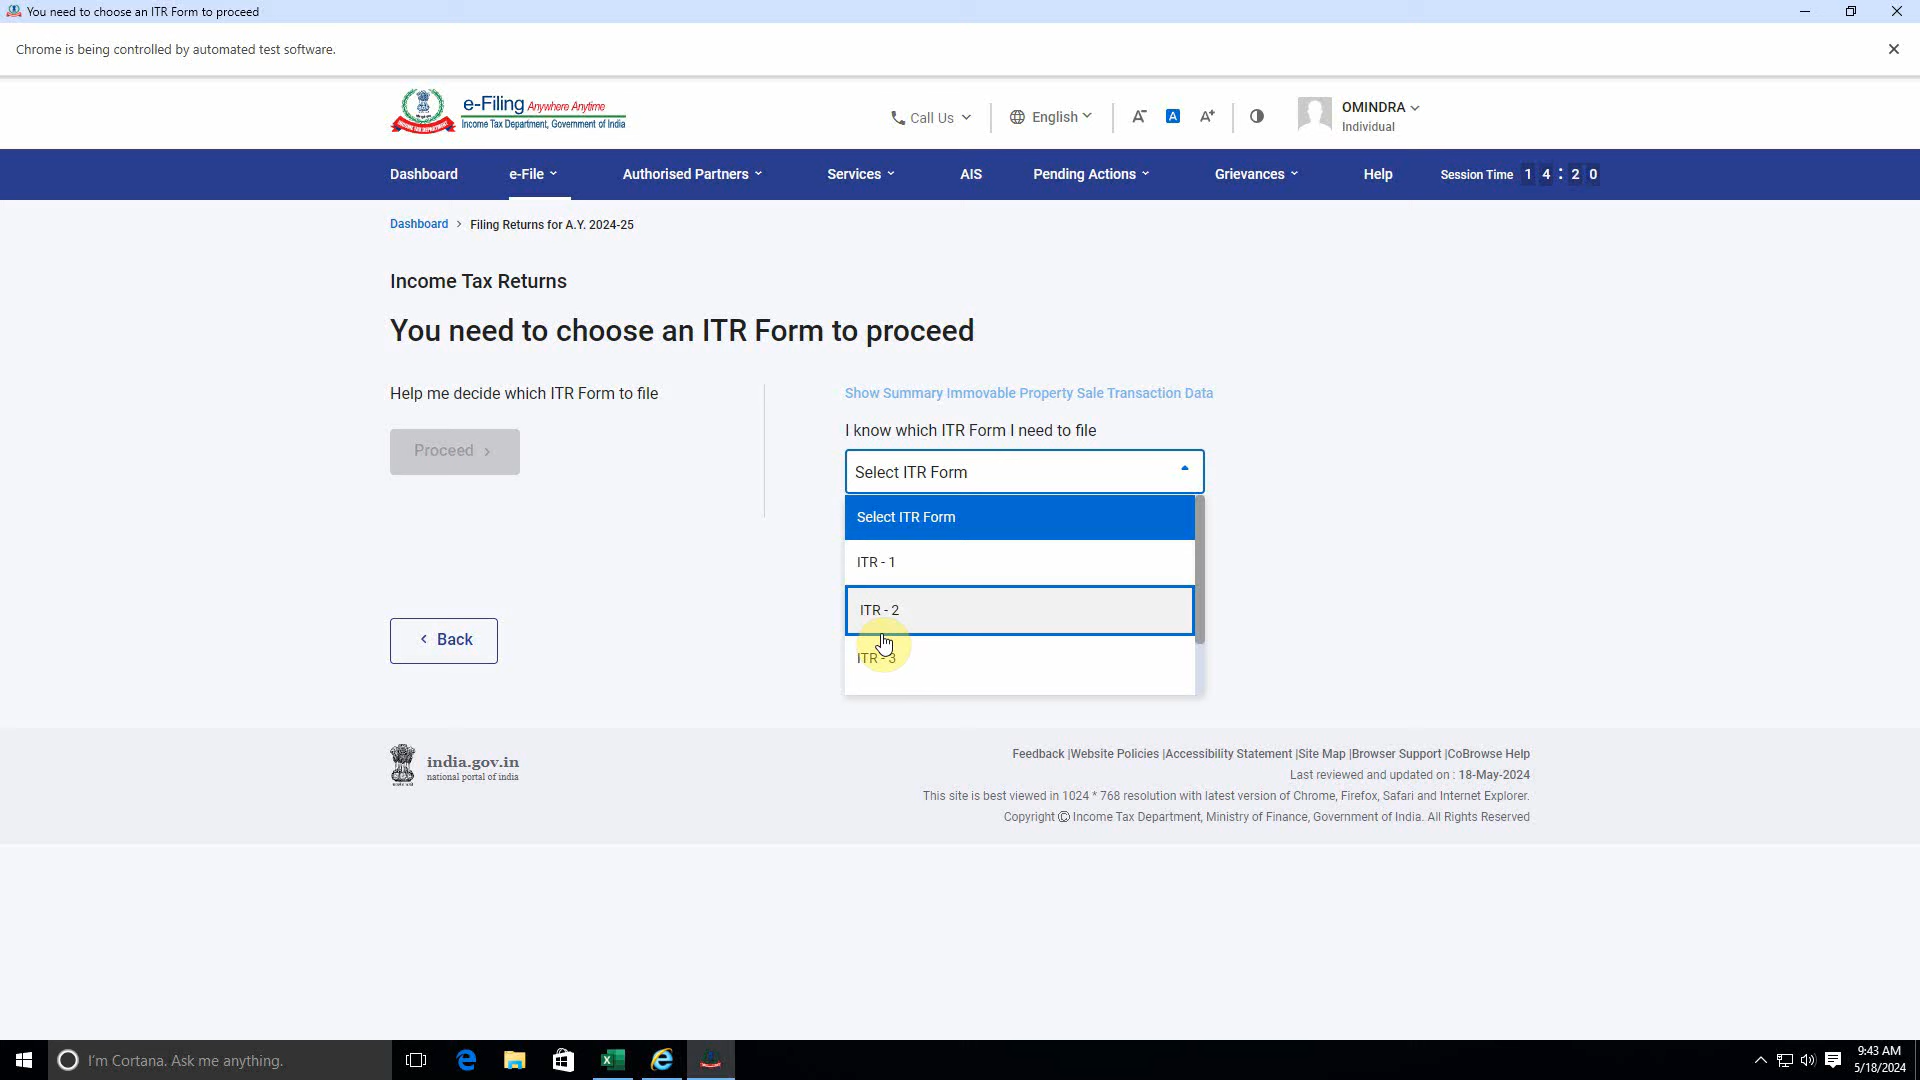 You need to choose an ITR Form to proceed
Chrome is being controlled by automated test software.
e-Filing Anywhere Anytime
Income Tax Department, Government of India
Call Us
English
A-
A
A+
OMINDRA
Individual
Dashboard
e-File
Authorised Partners
Services
AIS
Pending Actions
Grievances
Help
Session Time 1 4 : 2 0
Dashboard > Filing Returns for A.Y. 2024-25
Income Tax Returns
You need to choose an ITR Form to proceed
Help me decide which ITR Form to file
Proceed >
Show Summary Immovable Property Sale Transaction Data
I know which ITR Form I need to file
Select ITR Form
Select ITR Form
ITR - 1
ITR - 2
ITR - 3
< Back
india.gov.in
national portal of india
Feedback |Website Policies |Accessibility Statement |Site Map |Browser Support |CoBrowse Help
Last reviewed and updated on : 18-May-2024
This site is best viewed in 1024 * 768 resolution with latest version of Chrome, Firefox, Safari and Internet Explorer.
Copyright © Income Tax Department, Ministry of Finance, Government of India. All Rights Reserved
I'm Cortana. Ask me anything.
9:43 AM
5/18/2024